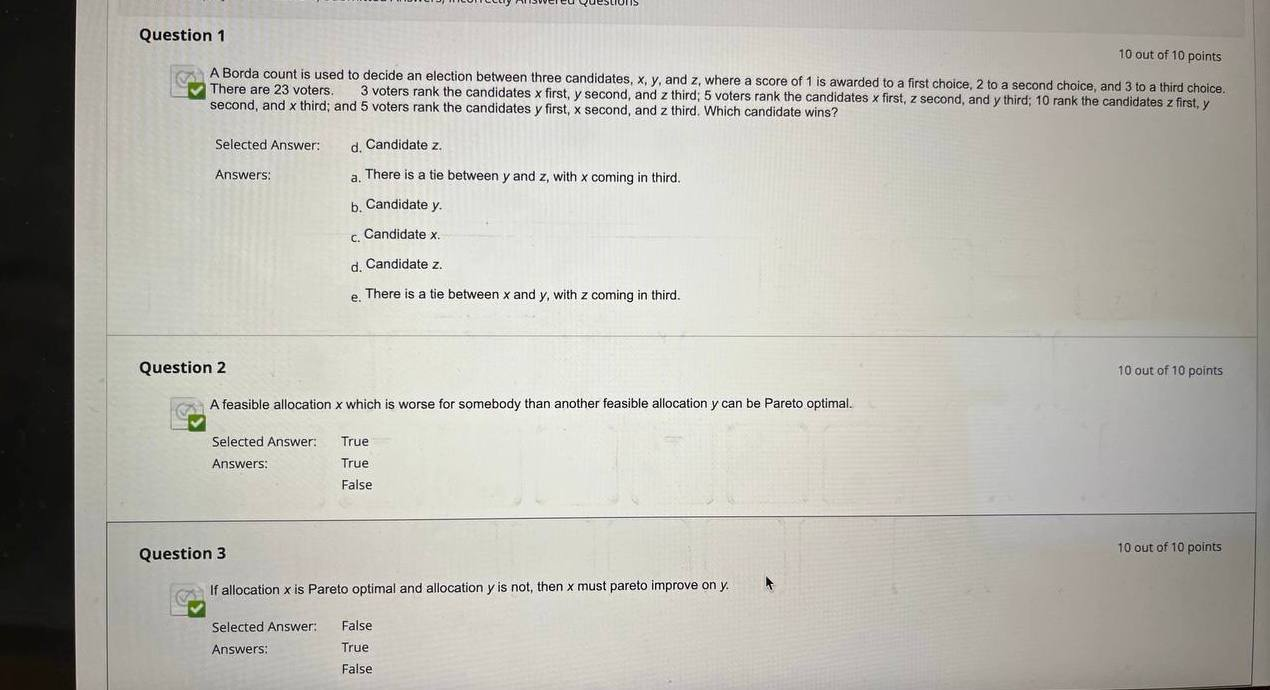 Answered Questions
Question 1
10 out of 10 points
A Borda count is used to decide an election between three candidates, x, y, and z, where a score of 1 is awarded to a first choice, 2 to a second choice, and 3 to a third choice.
There are 23 voters. 3 voters rank the candidates x first, y second, and z third; 5 voters rank the candidates x first, z second, and y third; 10 rank the candidates z first, y
second, and x third; and 5 voters rank the candidates y first, x second, and z third. Which candidate wins?
Selected Answer: d. Candidate z.
Answers: a. There is a tie between y and z, with x coming in third.
b. Candidate y.
c. Candidate x.
d. Candidate z.
e. There is a tie between x and y, with z coming in third.
Question 2
10 out of 10 points
A feasible allocation x which is worse for somebody than another feasible allocation y can be Pareto optimal.
Selected Answer: True
Answers: True
False
Question 3
10 out of 10 points
If allocation x is Pareto optimal and allocation y is not, then x must pareto improve on y.
Selected Answer: False
Answers: True
False